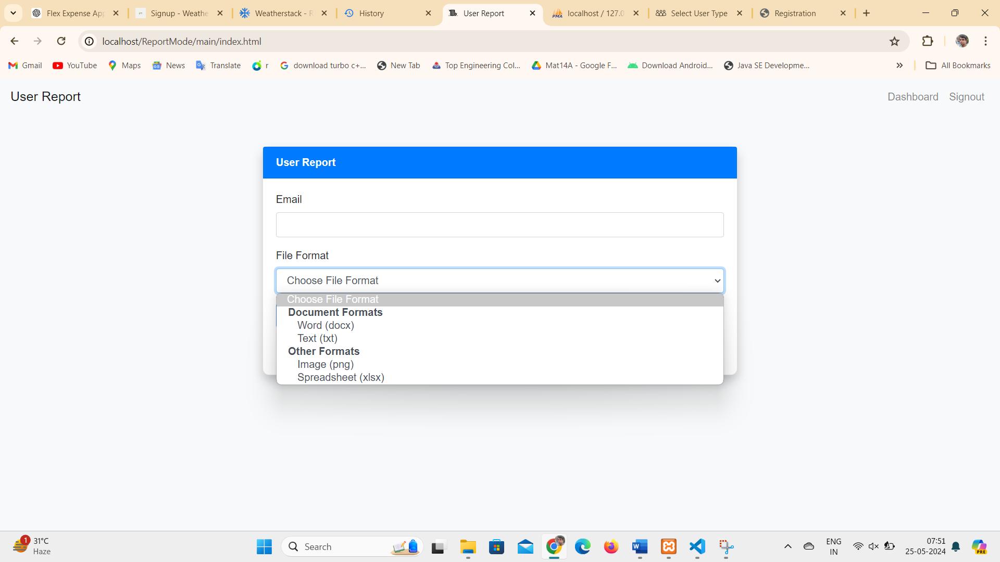 Flex Expense App
Signup - Weathe
Weatherstack - R
History
User Report
localhost / 127.0
Select User Type
Registration
localhost/ReportMode/main/index.html
Gmail
YouTube
Maps
News
Translate
r
download turbo c+...
New Tab
Top Engineering Col...
Mat14A - Google F...
Download Android...
Java SE Developme...
All Bookmarks
User Report
Dashboard
Signout
User Report
Email
File Format
Choose File Format
Choose File Format
Document Formats
Word (docx)
Text (txt)
Other Formats
Image (png)
Spreadsheet (xlsx)
1
31°C
Haze
Search
ENG
IN
07:51
25-05-2024
PRE